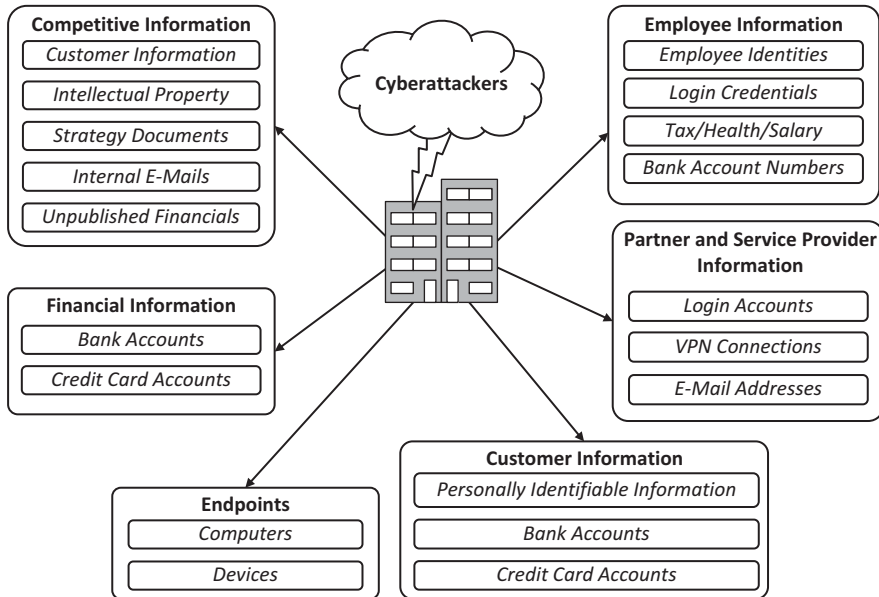 Competitive Information
Customer Information
Intellectual Property
Strategy Documents
Internal E-Mails
Unpublished Financials
Cyberattackers
Employee Information
Employee Identities
Login Credentials
Tax/Health/Salary
Bank Account Numbers
Partner and Service Provider
Information
Login Accounts
VPN Connections
E-Mail Addresses
Financial Information
Bank Accounts
Credit Card Accounts
Endpoints
Computers
Devices
Customer Information
Personally Identifiable Information
Bank Accounts
Credit Card Accounts